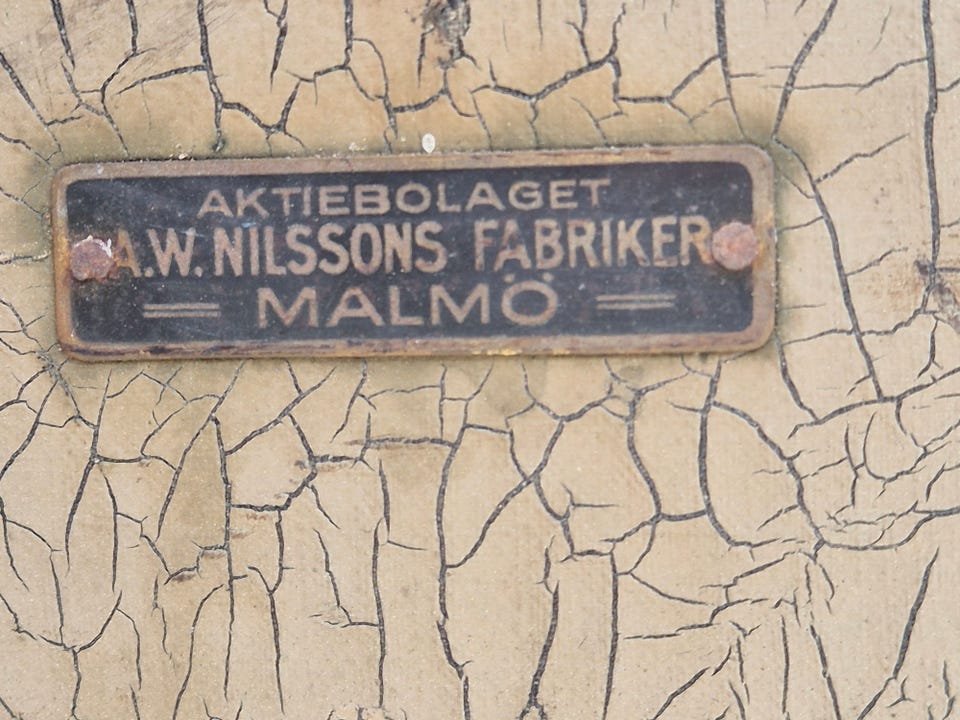 AKTIEBOLAGET
A.W. NILSSONS FABRIKER
MALMÖ